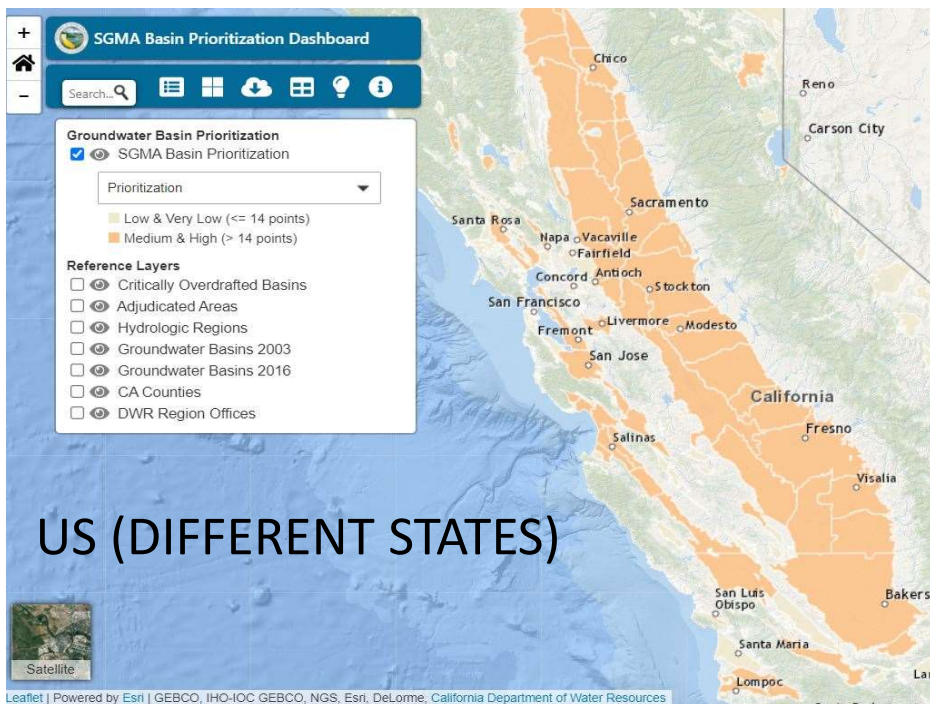 +
−
SGMA Basin Prioritization Dashboard
Search...
Groundwater Basin Prioritization
SGMA Basin Prioritization
Prioritization
Low & Very Low (<= 14 points)
Medium & High (> 14 points)
Reference Layers
Critically Overdrafted Basins
Adjudicated Areas
Hydrologic Regions
Groundwater Basins 2003
Groundwater Basins 2016
CA Counties
DWR Region Offices
Chico
Reno
Carson City
Sacramento
Santa Rosa
Napa
Vacaville
Fairfield
Concord
Antioch
Stockton
San Francisco
Livermore
Modesto
Fremont
San Jose
California
Fresno
Salinas
Visalia
US (DIFFERENT STATES)
San Luis
Obispo
Bakers
Santa Maria
La
Lompoc
Satellite
Leaflet | Powered by Esri | GEBCO, IHO-IOC GEBCO, NGS, Esri, DeLorme, California Department of Water Resources